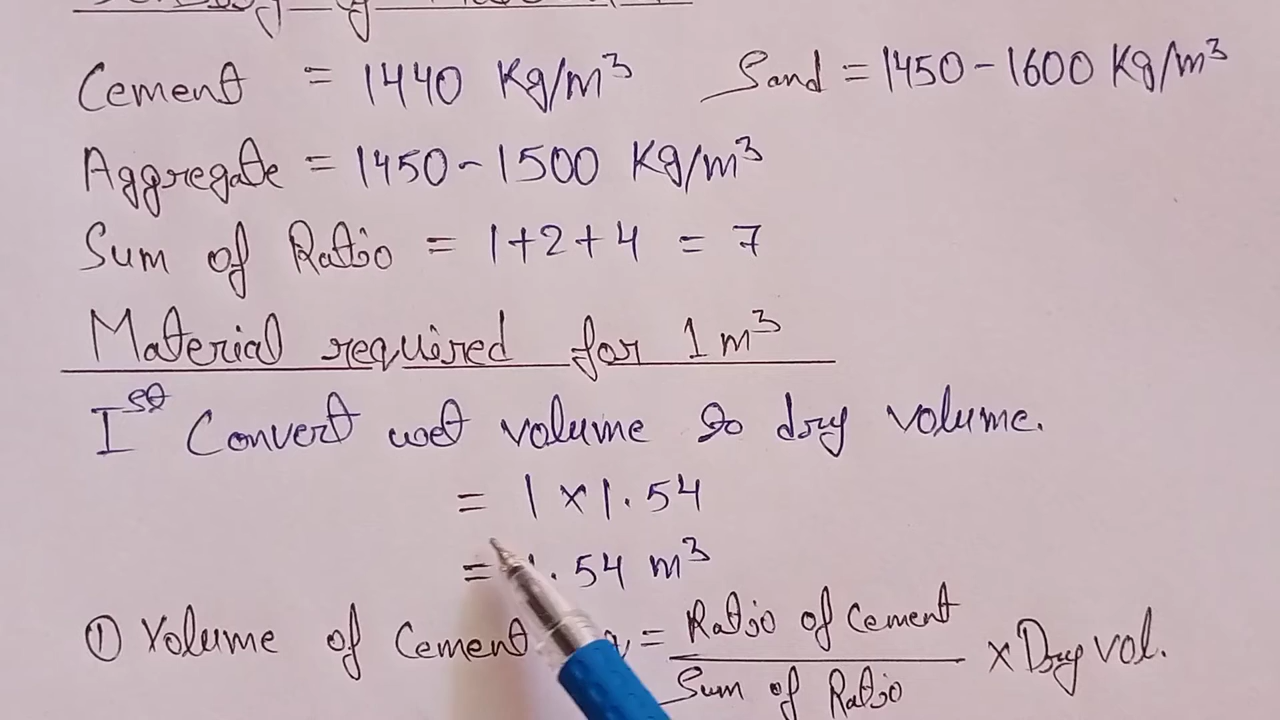 Cement = 1440 Kg/m³ Sand = 1450 - 1600 Kg/m³
Aggregate = 1450 - 1500 Kg/m³
Sum of Ratio = 1+2+4 = 7
Material required for 1 m³
Ist Convert wet volume to dry volume.
= 1 × 1.54
= 1.54 m³
① Volume of Cement = Ratio of Cement / Sum of Ratio × Dry vol.